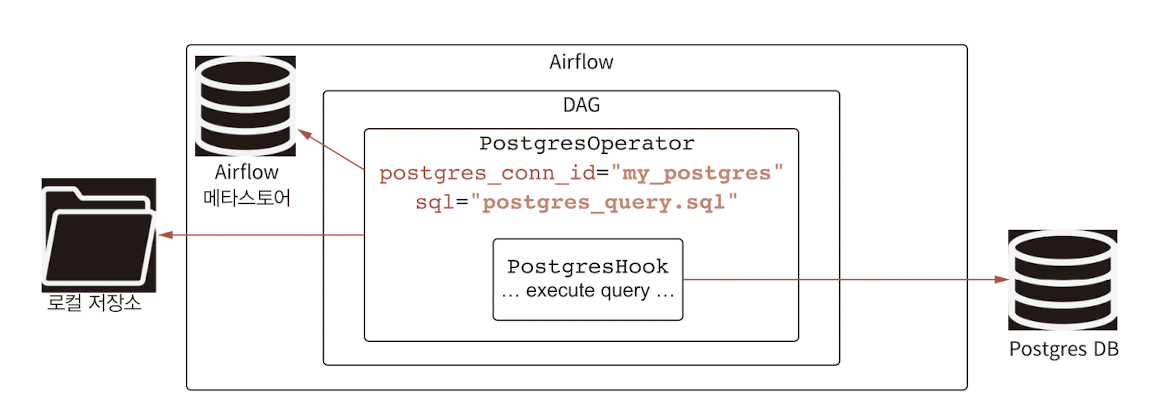 Airflow
DAG
PostgresOperator
postgres_conn_id="my_postgres"
sql="postgres_query.sql"
Airflow
메타스토어
PostgresHook
… execute query …
로컬 저장소
Postgres DB